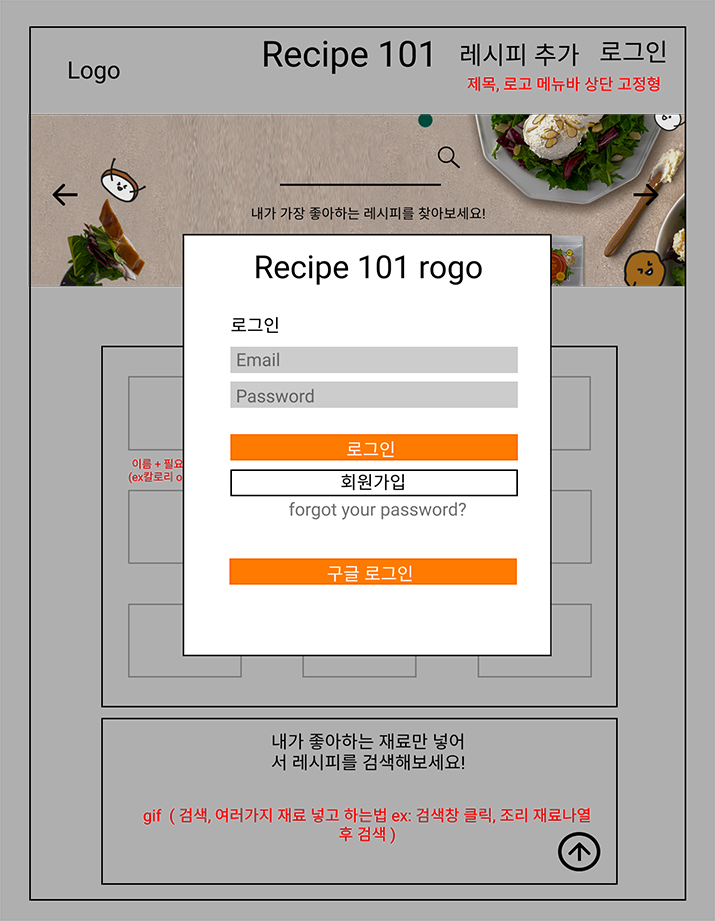 Logo
Recipe 101
레시피 추가
로그인
제목, 로고 메뉴바 상단 고정형
내가 가장 좋아하는 레시피를 찾아보세요!
Recipe 101 rogo
로그인
Email
Password
로그인
회원가입
forgot your password?
구글 로그인
이름 + 필요
(ex칼로리 o
내가 좋아하는 재료만 넣어
서 레시피를 검색해보세요!
gif ( 검색, 여러가지 재료 넣고 하는법 ex: 검색창 클릭, 조리 재료나열
후 검색 )